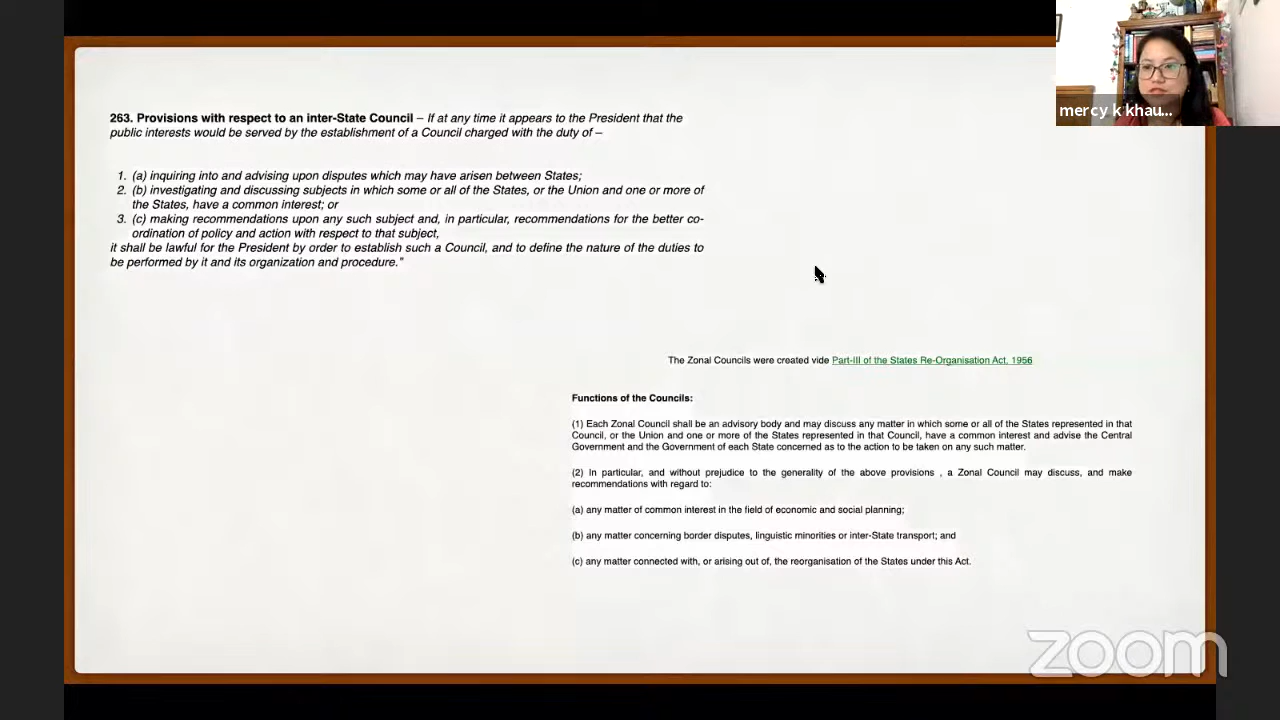 mercy k khau...
263. Provisions with respect to an inter-State Council – If at any time it appears to the President that the
public interests would be served by the establishment of a Council charged with the duty of –
1. (a) inquiring into and advising upon disputes which may have arisen between States;
2. (b) investigating and discussing subjects in which some or all of the States, or the Union and one or more of
the States, have a common interest; or
3. (c) making recommendations upon any such subject and, in particular, recommendations for the better co-
ordination of policy and action with respect to that subject,
it shall be lawful for the President by order to establish such a Council, and to define the nature of the duties to
be performed by it and its organization and procedure."
The Zonal Councils were created vide Part-III of the States Re-Organisation Act, 1956
Functions of the Councils:
(1) Each Zonal Council shall be an advisory body and may discuss any matter in which some or all of the States represented in that
Council, or the Union and one or more of the States represented in that Council, have a common interest and advise the Central
Government and the Government of each State concerned as to the action to be taken on any such matter.
(2) In particular, and without prejudice to the generality of the above provisions , a Zonal Council may discuss, and make
recommendations with regard to:
(a) any matter of common interest in the field of economic and social planning;
(b) any matter concerning border disputes, linguistic minorities or inter-State transport; and
(c) any matter connected with, or arising out of, the reorganisation of the States under this Act.
zoom